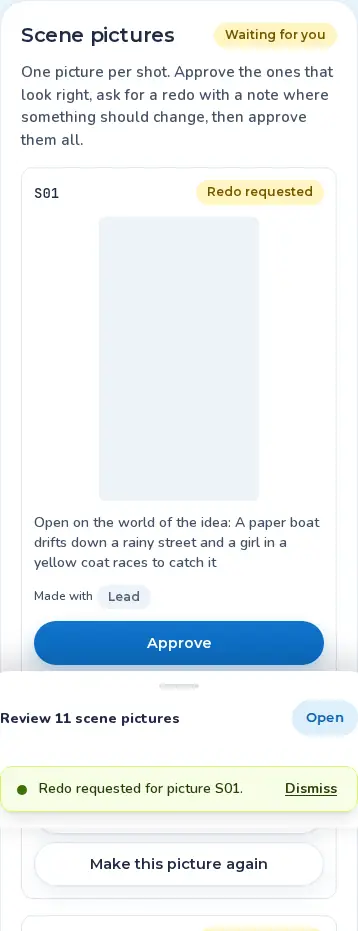 Scene pictures
Waiting for you
One picture per shot. Approve the ones that
look right, ask for a redo with a note where
something should change, then approve
them all.
S01
Redo requested
Open on the world of the idea: A paper boat
drifts down a rainy street and a girl in a
yellow coat races to catch it
Made with
Lead
Approve
Review 11 scene pictures
Open
Redo requested for picture S01.
Dismiss
Make this picture again